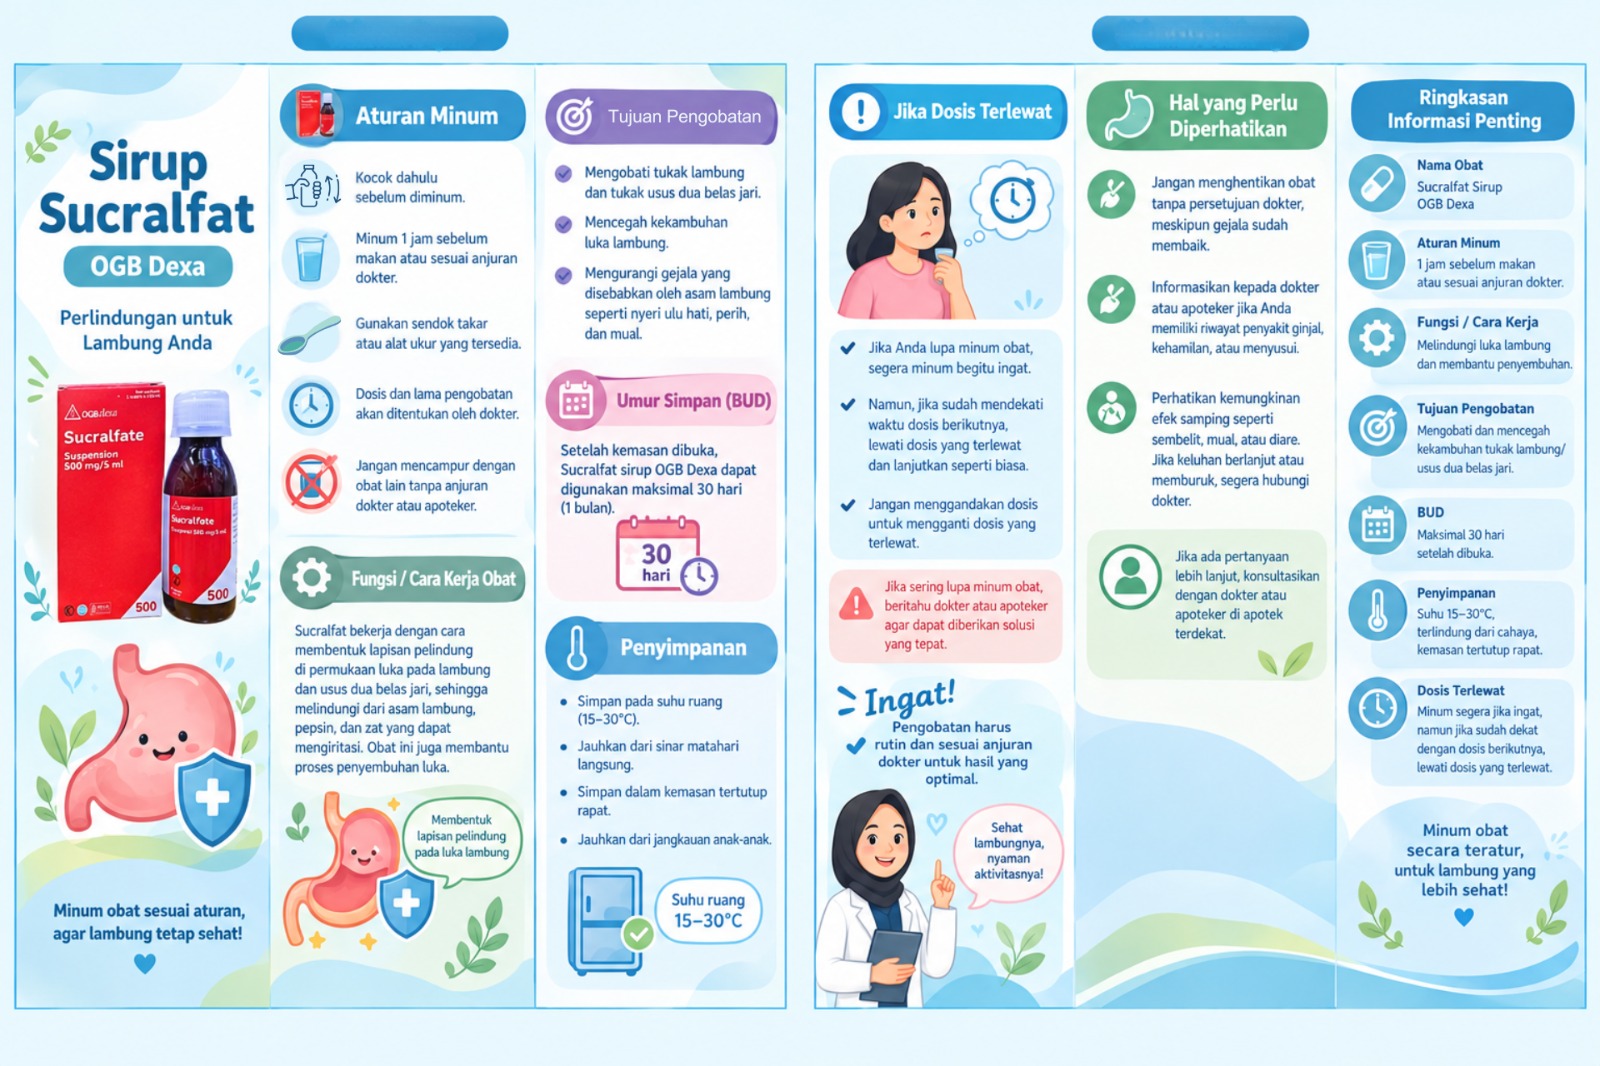 Sirup
Sucralfat
OGB Dexa
Perlindungan untuk
Lambung Anda
OGBdexa
Sucralfate
Suspension
500 mg/5 ml
500
Sucralfate
500
Minum obat sesuai aturan,
agar lambung tetap sehat!
Aturan Minum
Kocok dahulu
sebelum diminum.
Minum 1 jam sebelum
makan atau sesuai anjuran
dokter.
Gunakan sendok takar
atau alat ukur yang tersedia.
Dosis dan lama pengobatan
akan ditentukan oleh dokter.
Jangan mencampur dengan
obat lain tanpa anjuran
dokter atau apoteker.
Fungsi / Cara Kerja Obat
Sucralfat bekerja dengan cara
membentuk lapisan pelindung
di permukaan luka pada lambung
dan usus dua belas jari, sehingga
melindungi dari asam lambung,
pepsin, dan zat yang dapat
mengiritasi. Obat ini juga membantu
proses penyembuhan luka.
Membentuk
lapisan pelindung
pada luka lambung
Tujuan Pengobatan
Mengobati tukak lambung
dan tukak usus dua belas jari.
Mencegah kekambuhan
luka lambung.
Mengurangi gejala yang
disebabkan oleh asam lambung
seperti nyeri ulu hati, perih,
dan mual.
Umur Simpan (BUD)
Setelah kemasan dibuka,
Sucralfat sirup OGB Dexa dapat
digunakan maksimal 30 hari
(1 bulan).
30
hari
Penyimpanan
• Simpan pada suhu ruang
(15–30°C).
• Jauhkan dari sinar matahari
langsung.
• Simpan dalam kemasan tertutup
rapat.
• Jauhkan dari jangkauan anak-anak.
Suhu ruang
15–30°C
Jika Dosis Terlewat
Jika Anda lupa minum obat,
segera minum begitu ingat.
Namun, jika sudah mendekati
waktu dosis berikutnya,
lewati dosis yang terlewat
dan lanjutkan seperti biasa.
Jangan menggandakan dosis
untuk mengganti dosis yang
terlewat.
Jika sering lupa minum obat,
beritahu dokter atau apoteker
agar dapat diberikan solusi
yang tepat.
Ingat!
Pengobatan harus
rutin dan sesuai anjuran
dokter untuk hasil yang
optimal.
Sehat
lambungnya,
nyaman
aktivitasnya!
Hal yang Perlu
Diperhatikan
Jangan menghentikan obat
tanpa persetujuan dokter,
meskipun gejala sudah
membaik.
Informasikan kepada dokter
atau apoteker jika Anda
memiliki riwayat penyakit ginjal,
kehamilan, atau menyusui.
Perhatikan kemungkinan
efek samping seperti
sembelit, mual, atau diare.
Jika keluhan berlanjut atau
memburuk, segera hubungi
dokter.
Jika ada pertanyaan
lebih lanjut, konsultasikan
dengan dokter atau
apoteker di apotek
terdekat.
Ringkasan
Informasi Penting
Nama Obat
Sucralfat Sirup
OGB Dexa
Aturan Minum
1 jam sebelum makan
atau sesuai anjuran dokter.
Fungsi / Cara Kerja
Melindungi luka lambung
dan membantu penyembuhan.
Tujuan Pengobatan
Mengobati dan mencegah
kekambuhan tukak lambung/
usus dua belas jari.
BUD
Maksimal 30 hari
setelah dibuka.
Penyimpanan
Suhu 15–30°C,
terlindung dari cahaya,
kemasan tertutup rapat.
Dosis Terlewat
Minum segera jika ingat,
namun jika sudah dekat
dengan dosis berikutnya,
lewati dosis yang terlewat.
Minum obat
secara teratur,
untuk lambung yang
lebih sehat!